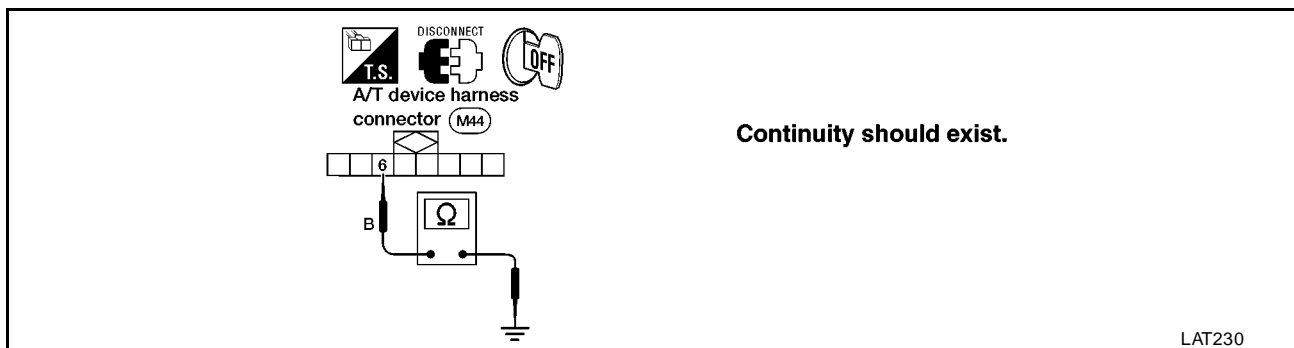 DISCONNECT
T.S.
OFF
A/T device harness
connector M44
6
B
Ω
Continuity should exist.
LAT230